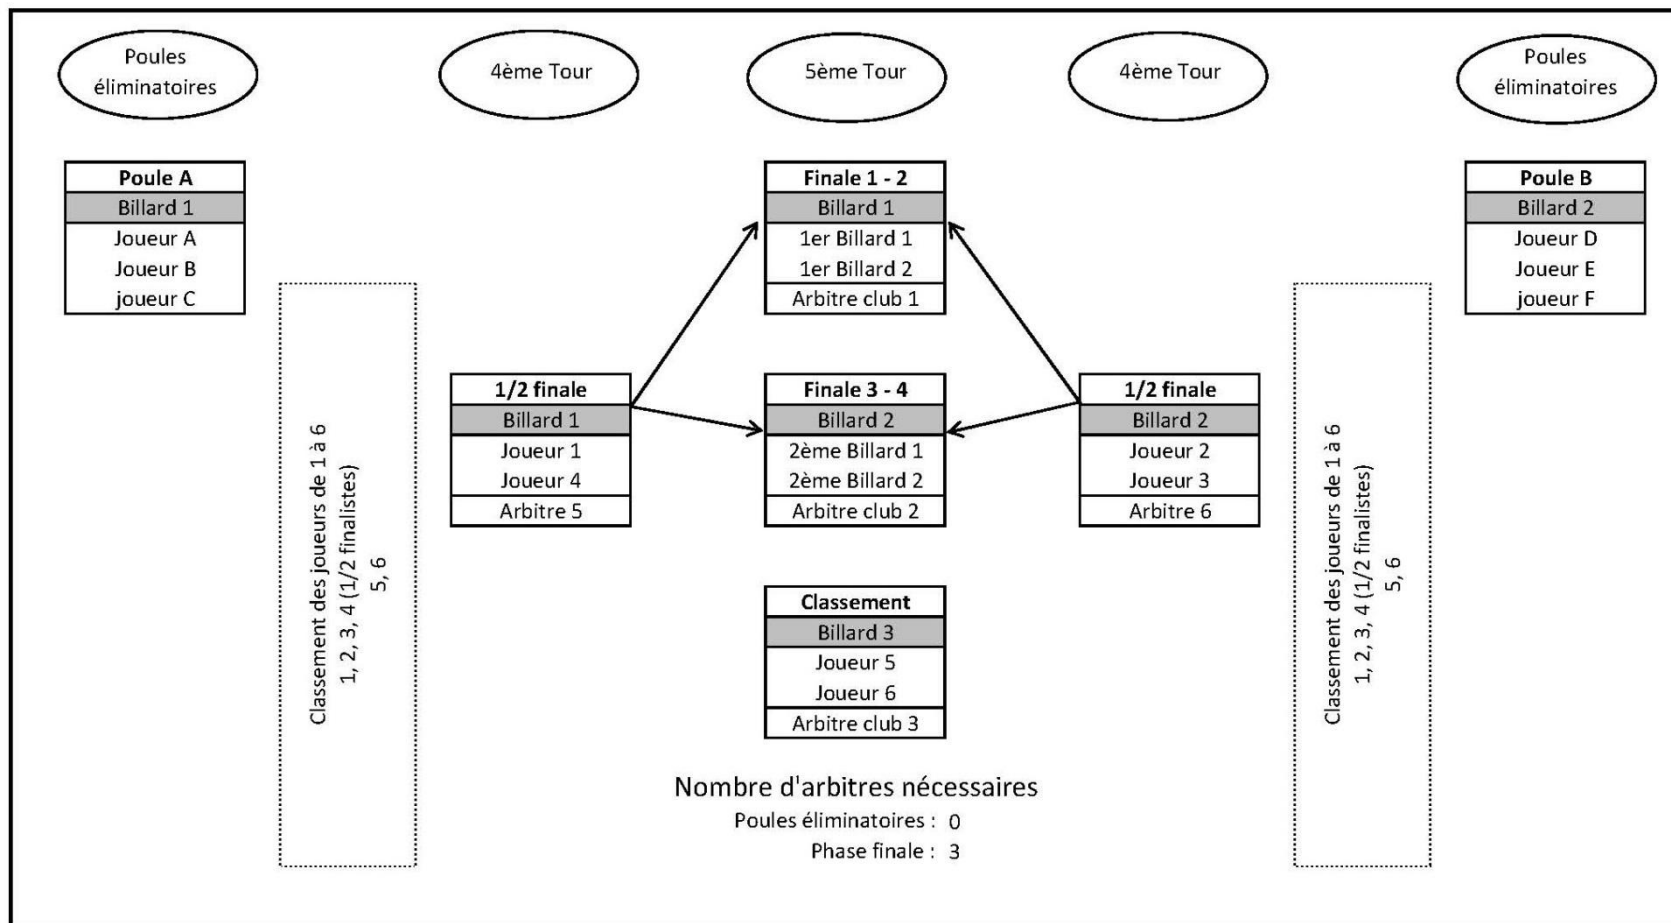 Poules
éliminatoires
4ème Tour
5ème Tour
4ème Tour
Poules
éliminatoires
Poule A
Billard 1
Joueur A
Joueur B
joueur C
Classement des joueurs de 1 à 6
1, 2, 3, 4 (1/2 finalistes)
5, 6
1/2 finale
Billard 1
Joueur 1
Joueur 4
Arbitre 5
Finale 1 - 2
Billard 1
1er Billard 1
1er Billard 2
Arbitre club 1
Finale 3 - 4
Billard 2
2ème Billard 1
2ème Billard 2
Arbitre club 2
Classement
Billard 3
Joueur 5
Joueur 6
Arbitre club 3
1/2 finale
Billard 2
Joueur 2
Joueur 3
Arbitre 6
Classement des joueurs de 1 à 6
1, 2, 3, 4 (1/2 finalistes)
5, 6
Poule B
Billard 2
Joueur D
Joueur E
joueur F
Nombre d'arbitres nécessaires
Poules éliminatoires : 0
Phase finale : 3